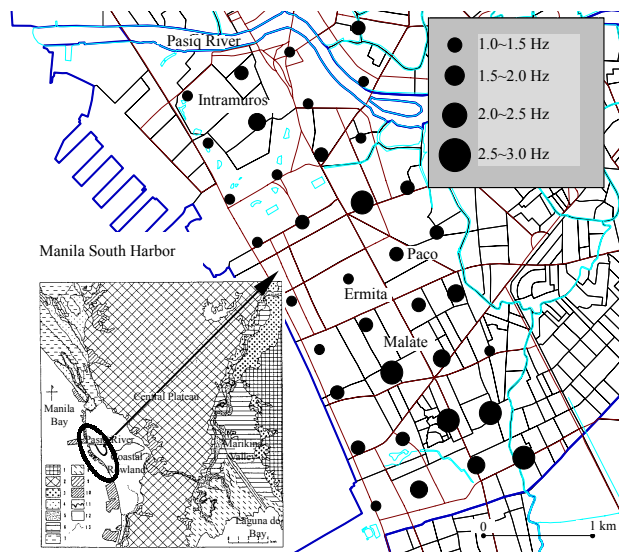 Pasiq River
1.0~1.5 Hz
1.5~2.0 Hz
2.0~2.5 Hz
2.5~3.0 Hz
Intramuros
Manila South Harbor
Paco
Ermita
Malate
Central Plateau
Manila
Bay
Pasiq River
Coastal
Marikina
Valley
Laguna de
Bay
0 1 km